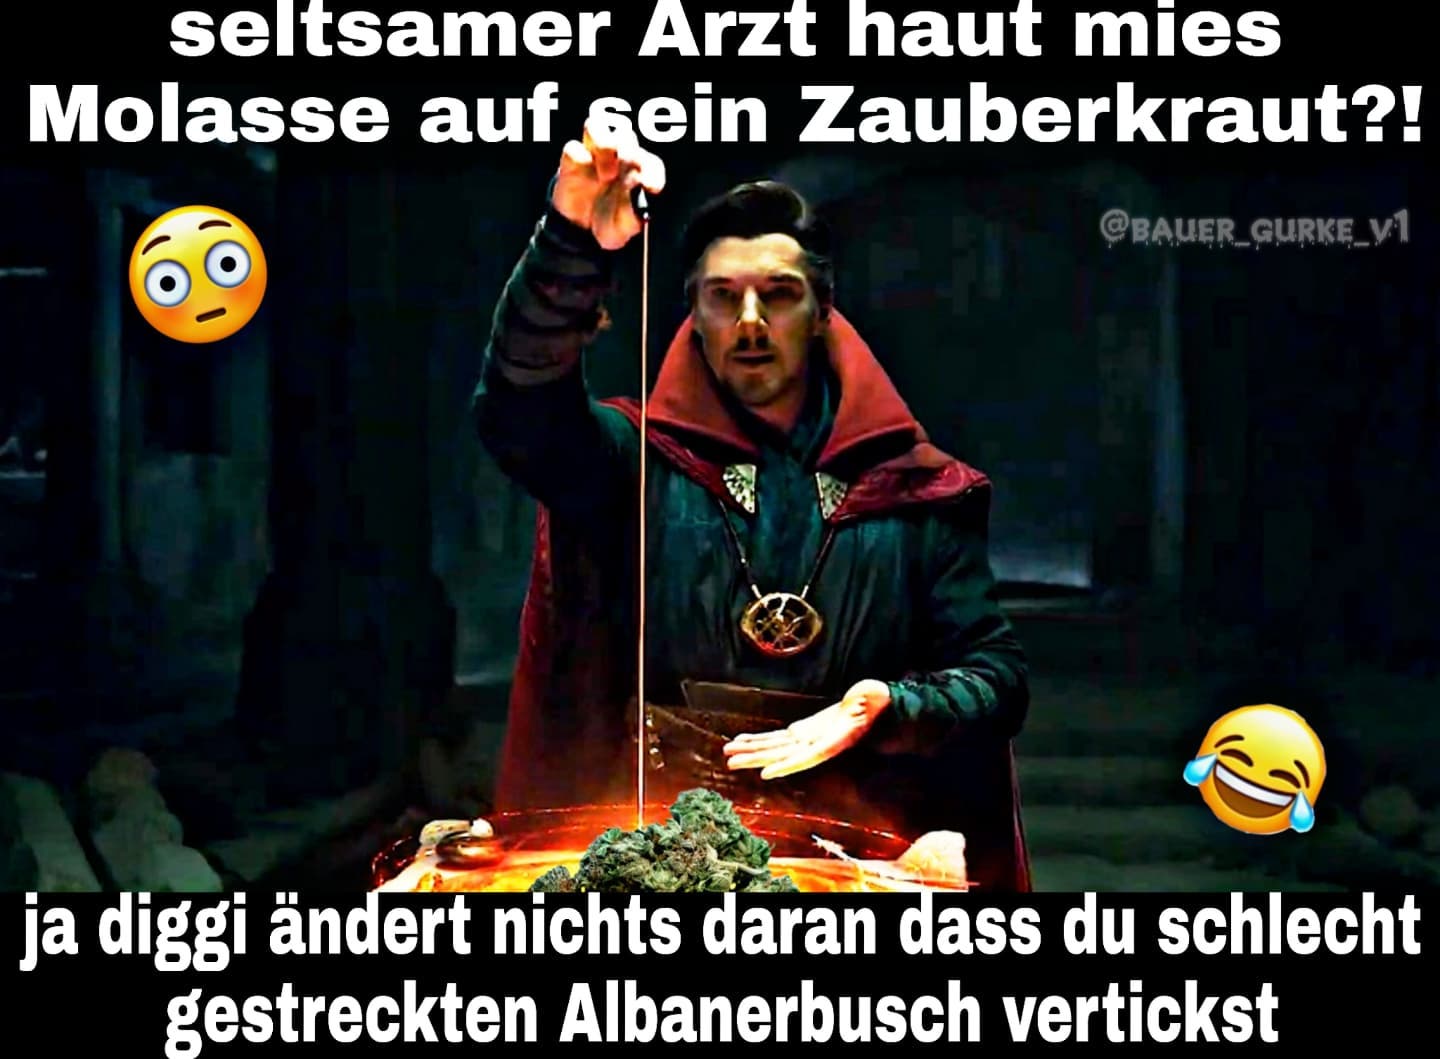 seltsamer Arzt haut mies
Molasse auf sein Zauberkraut?!
@BAUER_GURKE_V1
ja diggi ändert nichts daran dass du schlecht
gestreckten Albanerbusch vertickst